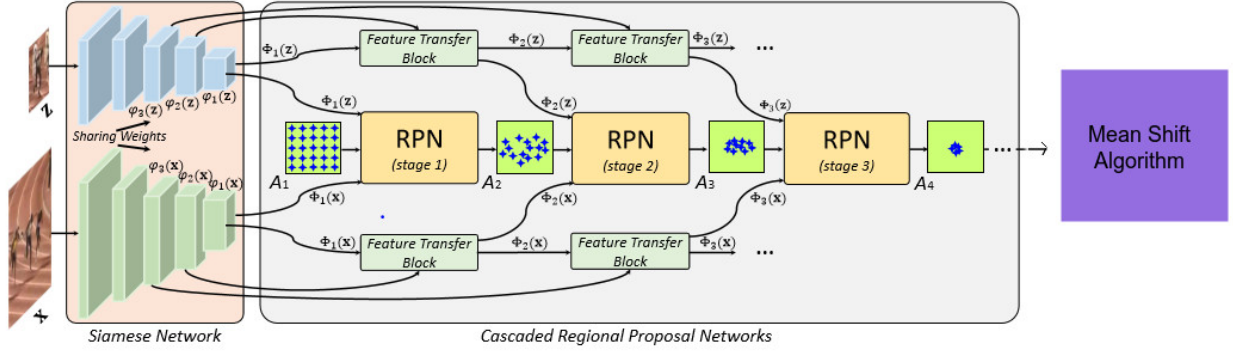 z
Sharing Weights
φ₃(z)
φ₂(z)
φ₁(z)
φ₃(x)
φ₂(x)
φ₁(x)
x
Siamese Network
Φ₁(z)
Feature Transfer
Block
Φ₂(z)
Feature Transfer
Block
Φ₃(z)
...
Φ₁(z)
Φ₂(z)
Φ₃(z)
A1
RPN
(stage 1)
A2
RPN
(stage 2)
A3
RPN
(stage 3)
A4
...
Φ₁(x)
Φ₂(x)
Φ₃(x)
Φ₁(x)
Feature Transfer
Block
Φ₂(x)
Feature Transfer
Block
Φ₃(x)
...
Cascaded Regional Proposal Networks
Mean Shift
Algorithm